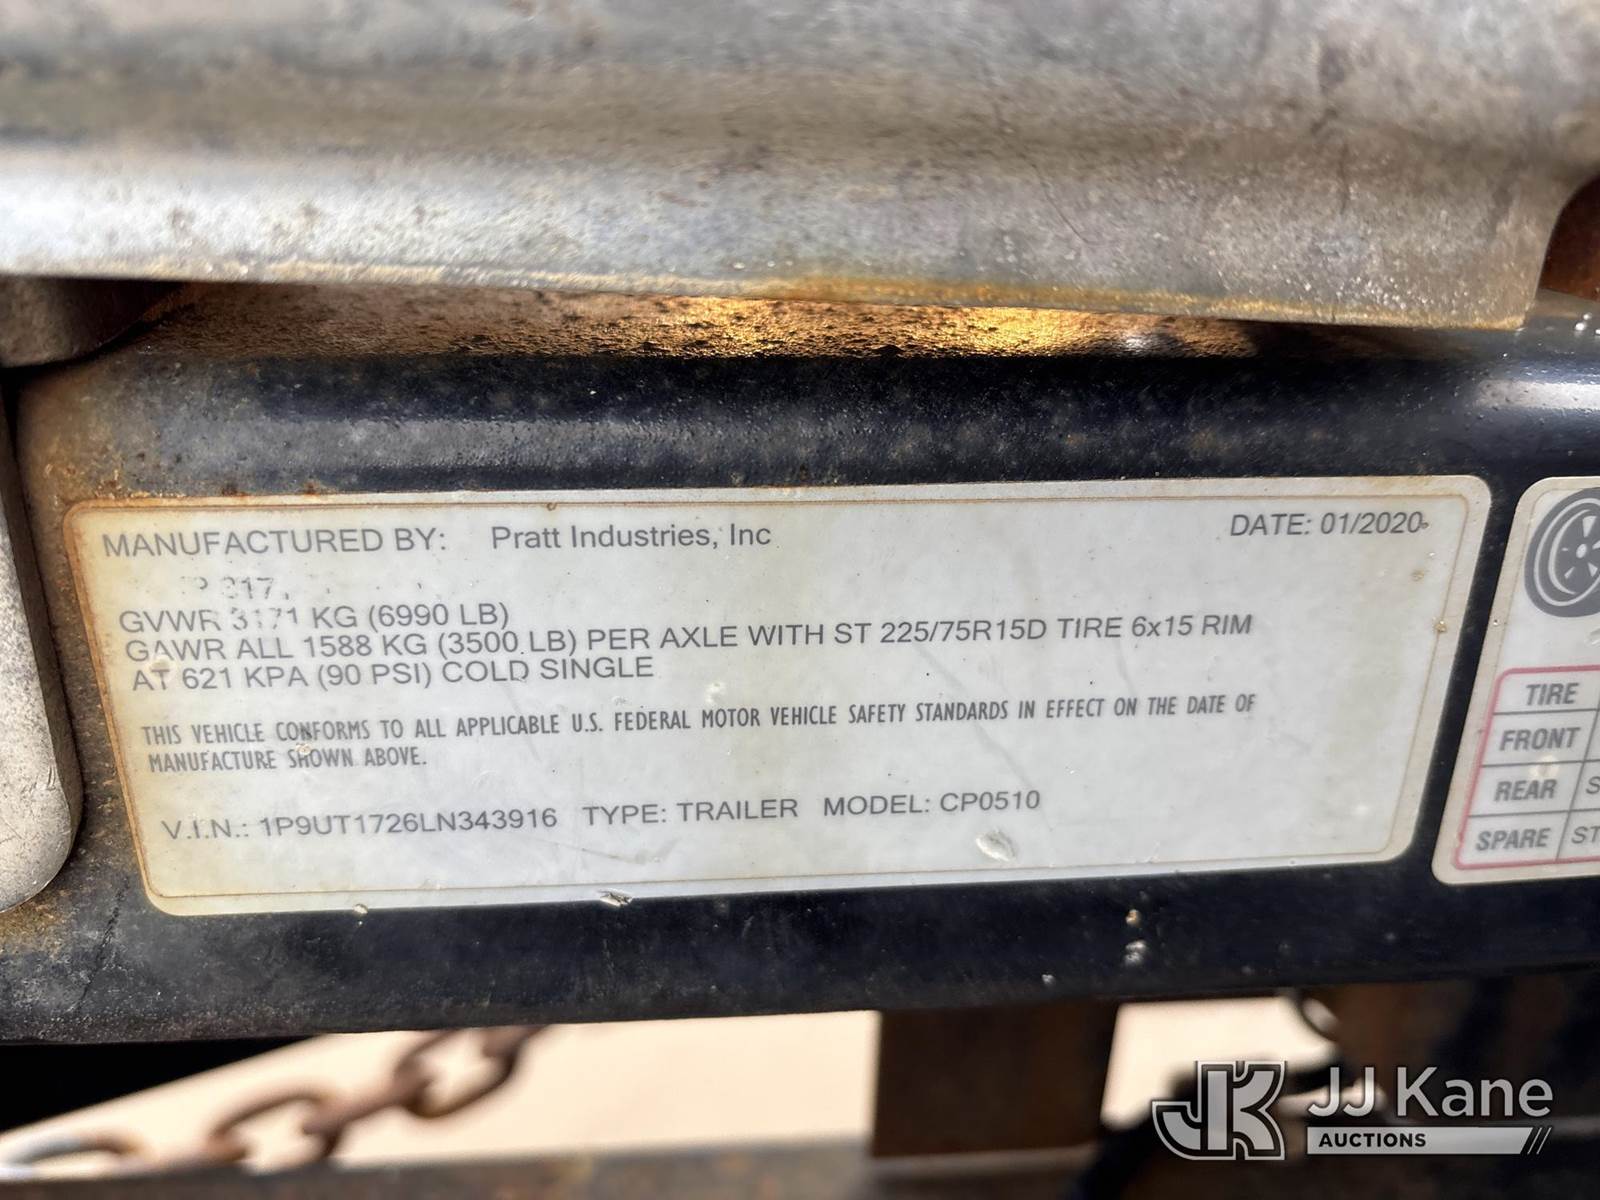 MANUFACTURED BY: Pratt Industries, Inc DATE: 01/2020
GVWR 3171 KG (6990 LB)
GAWR ALL 1588 KG (3500 LB) PER AXLE WITH ST 225/75R15D TIRE 6x15 RIM
AT 621 KPA (90 PSI) COLD SINGLE
THIS VEHICLE CONFORMS TO ALL APPLICABLE U.S. FEDERAL MOTOR VEHICLE SAFETY STANDARDS IN EFFECT ON THE DATE OF
MANUFACTURE SHOWN ABOVE.
V.I.N.: 1P9UT1726LN343916 TYPE: TRAILER MODEL: CP0510
TIRE
FRONT
REAR
SPARE ST
JJ Kane
AUCTIONS